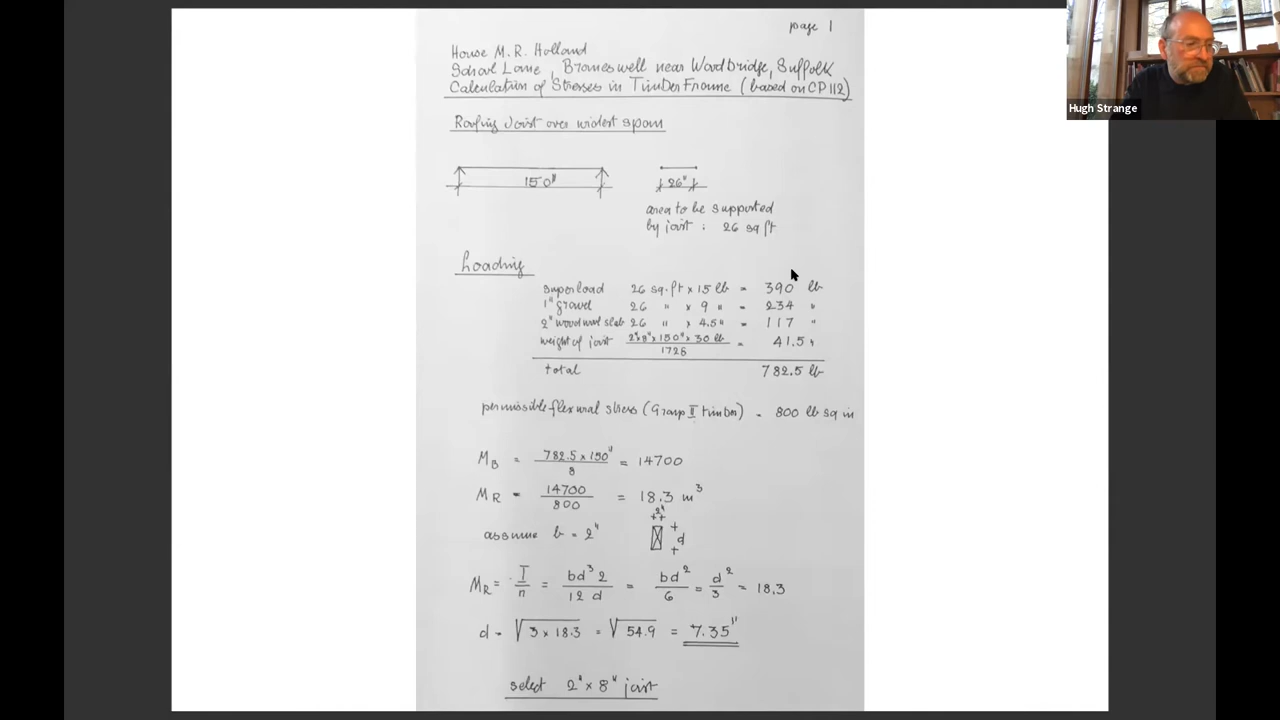 page 1
House M. R. Holland
School Lane, Bromeswell near Woodbridge, Suffolk
Calculation of Stresses in Timber Frame (based on CP 112)
Roofing Joist over widest span
150"
26"
area to be supported
by joist : 26 sq ft
Loading
superload 26 sq.ft x 15 lb = 390 lb
1" gravel 26 " x 9 " = 234 "
2" woodwool slab 26 " x 4.5 " = 117 "
weight of joist 2"x8"x150"x30 lb / 1728 = 41.5 "
total 782.5 lb
permissible flexural stress (Group II timber) = 800 lb sq in
MB = 782.5 x 150" / 8 = 14700
MR = 14700 / 800 = 18.3 m³
2"
assume b = 2" d
MR = I / n = bd³ 2 / 12 d = bd² / 6 = d² / 3 = 18,3
d = √3 x 18.3 = √54.9 = 7.35"
select 2" x 8" joist
Hugh Strange